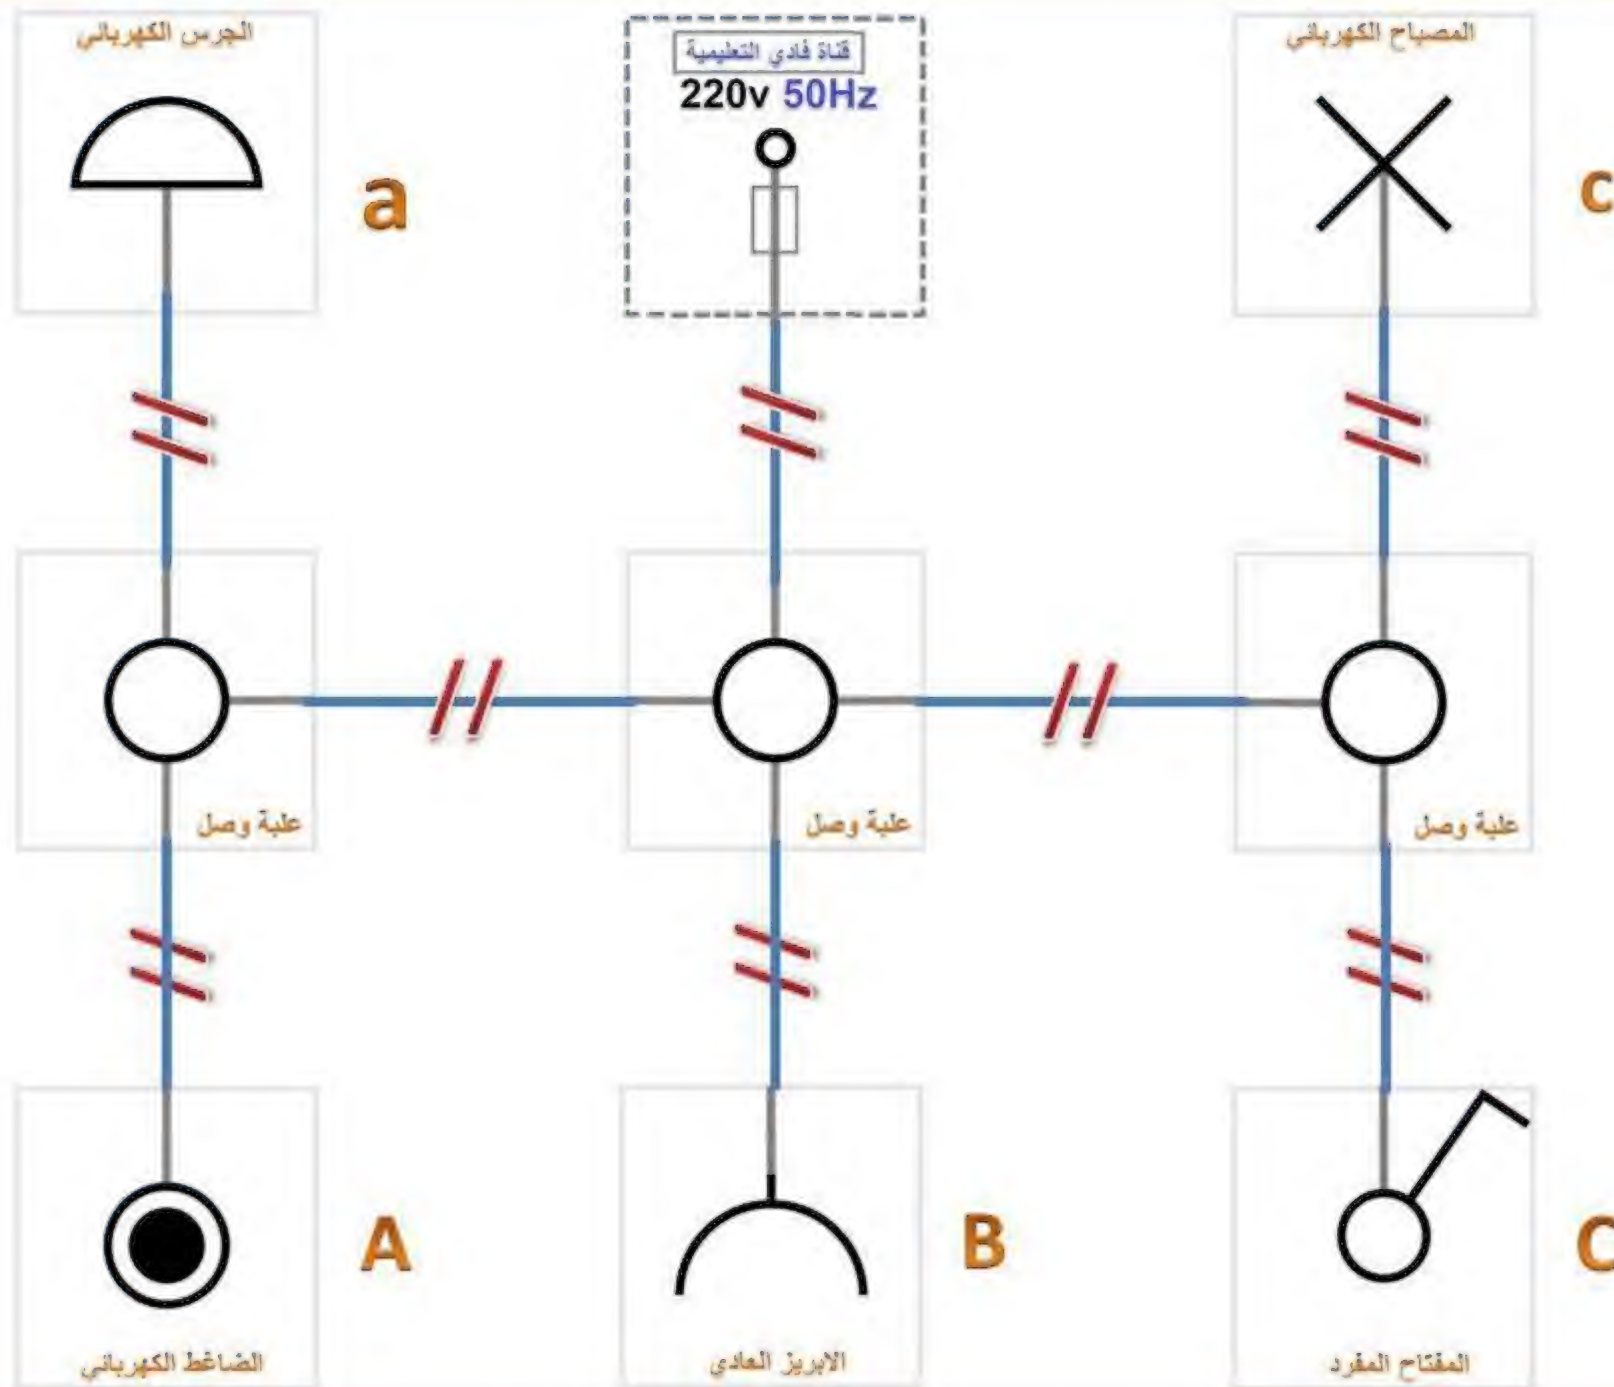 الجرس الكهربائي
قناة فادي التعليمية
المصباح الكهربائي
220v 50Hz
a
c
علبة وصل
علبة وصل
علبة وصل
A
B
C
الضاغط الكهربائي
الابريز العادي
المفتاح المفرد